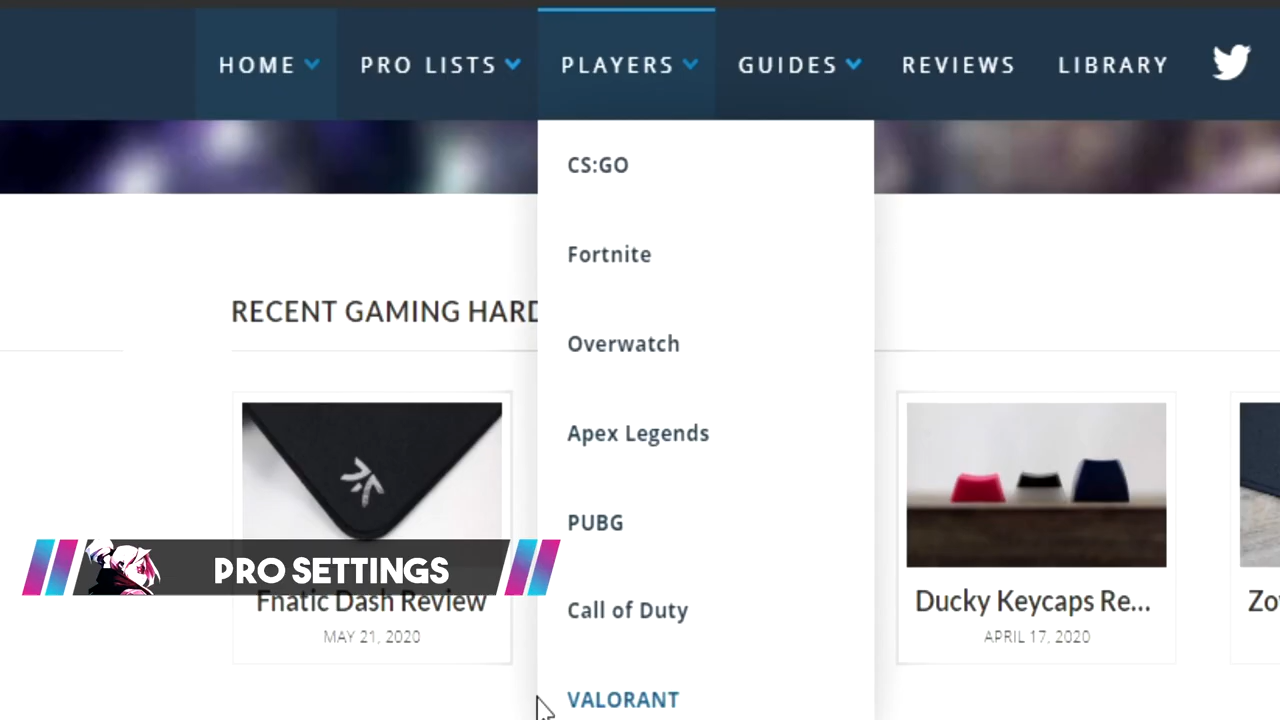 HOME PRO LISTS PLAYERS GUIDES REVIEWS LIBRARY
CS:GO
Fortnite
Overwatch
Apex Legends
PUBG
Call of Duty
VALORANT
RECENT GAMING HARD
PRO SETTINGS
Fnatic Dash Review
MAY 21, 2020
Ducky Keycaps Re...
APRIL 17, 2020
Zo